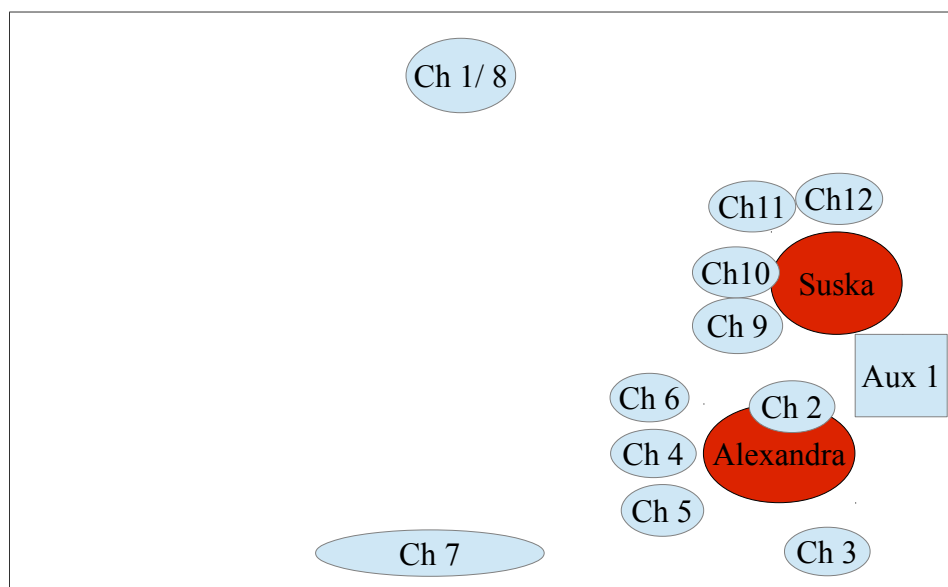 Ch 1/ 8
Ch11
Ch12
Ch10
Suska
Ch 9
Aux 1
Ch 6
Ch 2
Ch 4
Alexandra
Ch 5
Ch 7
Ch 3